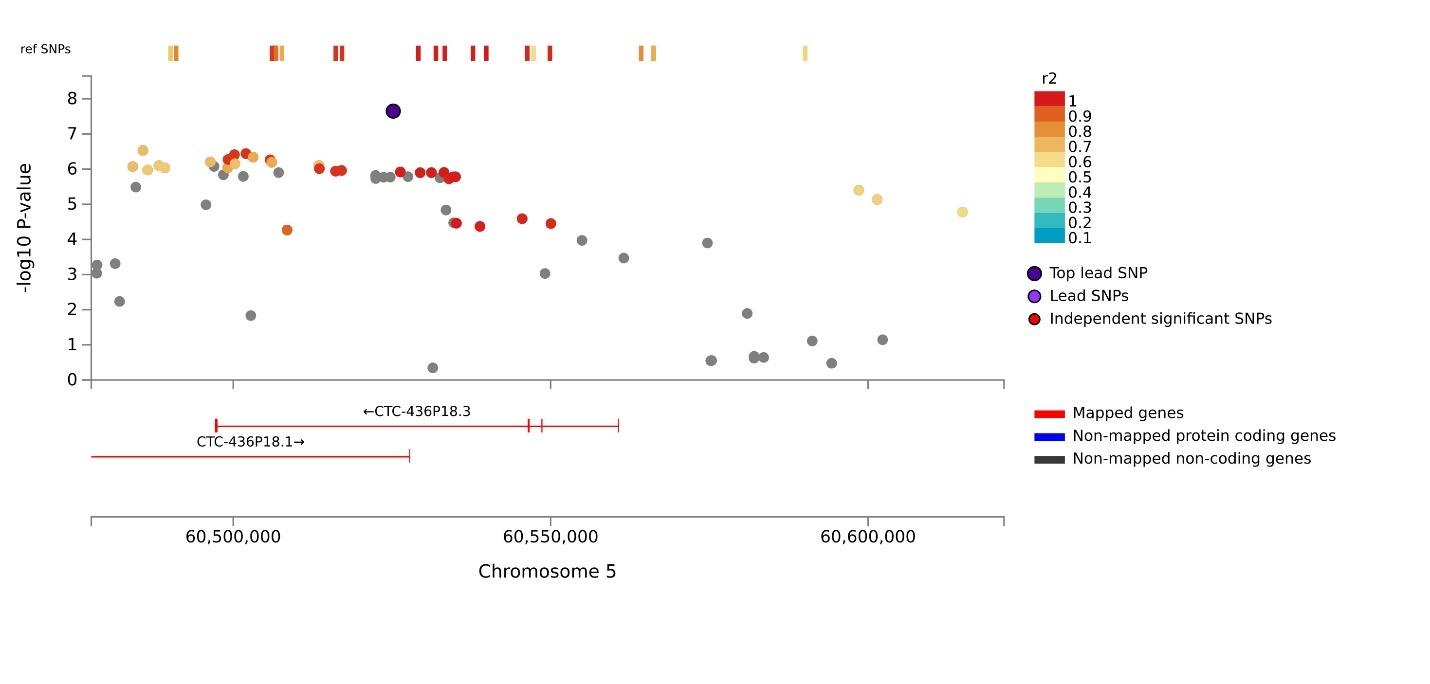 ref SNPs
r2
1
0.9
0.8
0.7
0.6
0.5
0.4
0.3
0.2
0.1
Top lead SNP
Lead SNPs
Independent significant SNPs
-log10 P-value
8
7
6
5
4
3
2
1
0
←CTC-436P18.3
CTC-436P18.1→
Mapped genes
Non-mapped protein coding genes
Non-mapped non-coding genes
60,500,000 60,550,000 60,600,000
Chromosome 5